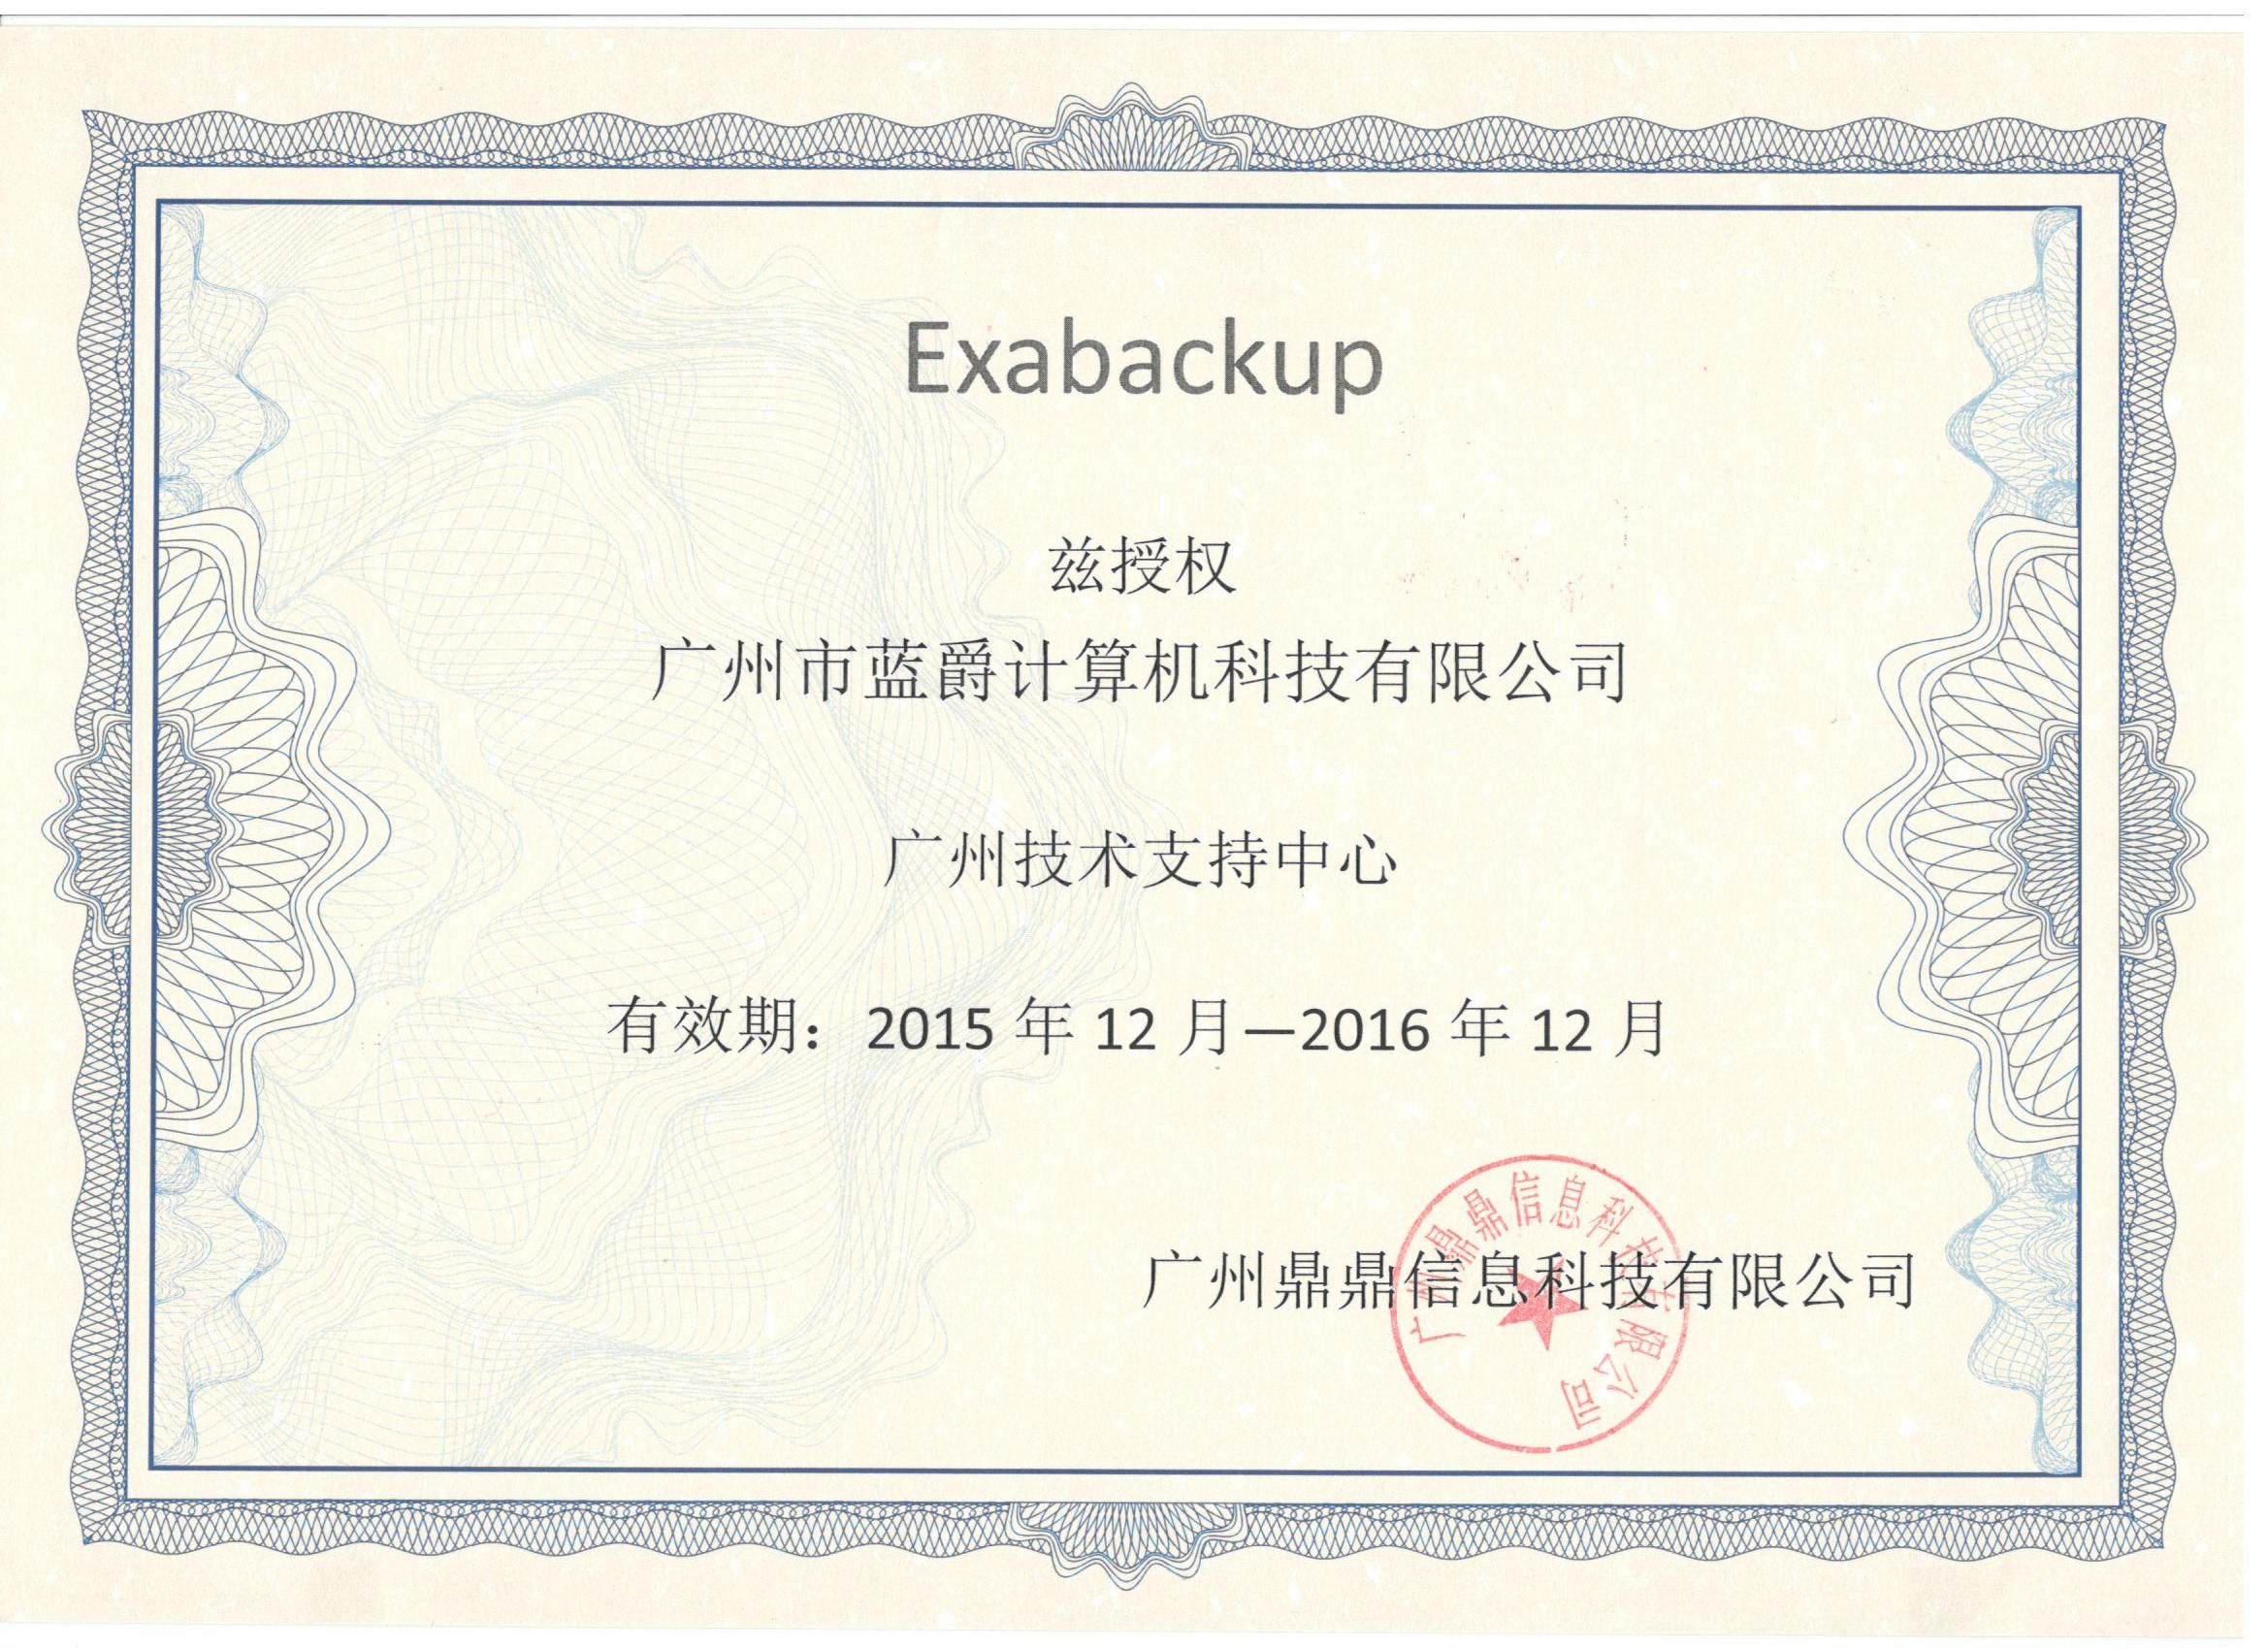 Exabackup
兹授权
广州市蓝爵计算机科技有限公司
广州技术支持中心
有效期：2015 年 12 月—2016 年 12 月
广州鼎鼎信息科技有限公司
广州鼎鼎信息科技有限公司